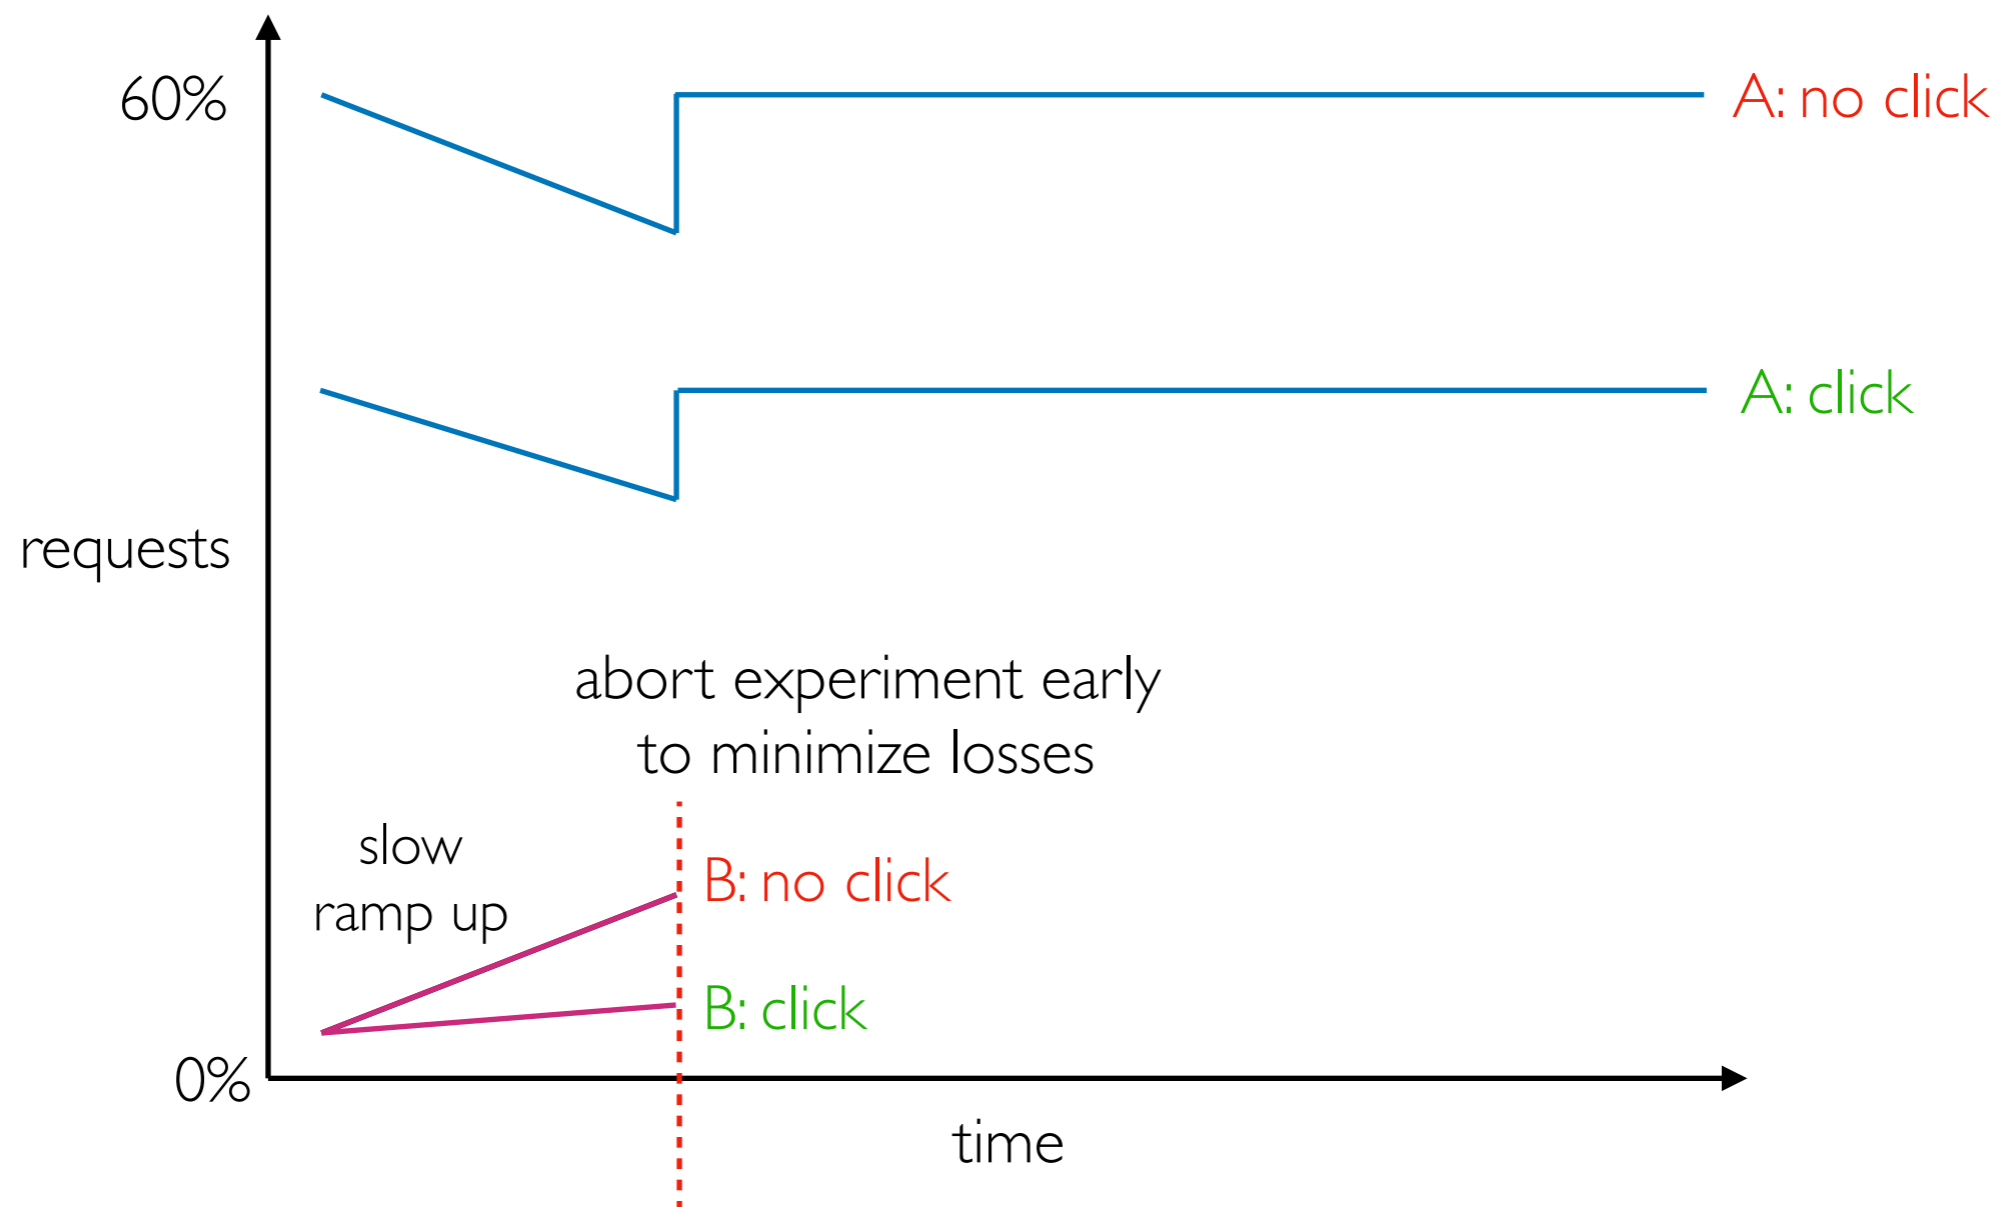 60%
A: no click
A: click
requests
abort experiment early
to minimize losses
slow
ramp up
B: no click
B: click
0%
time